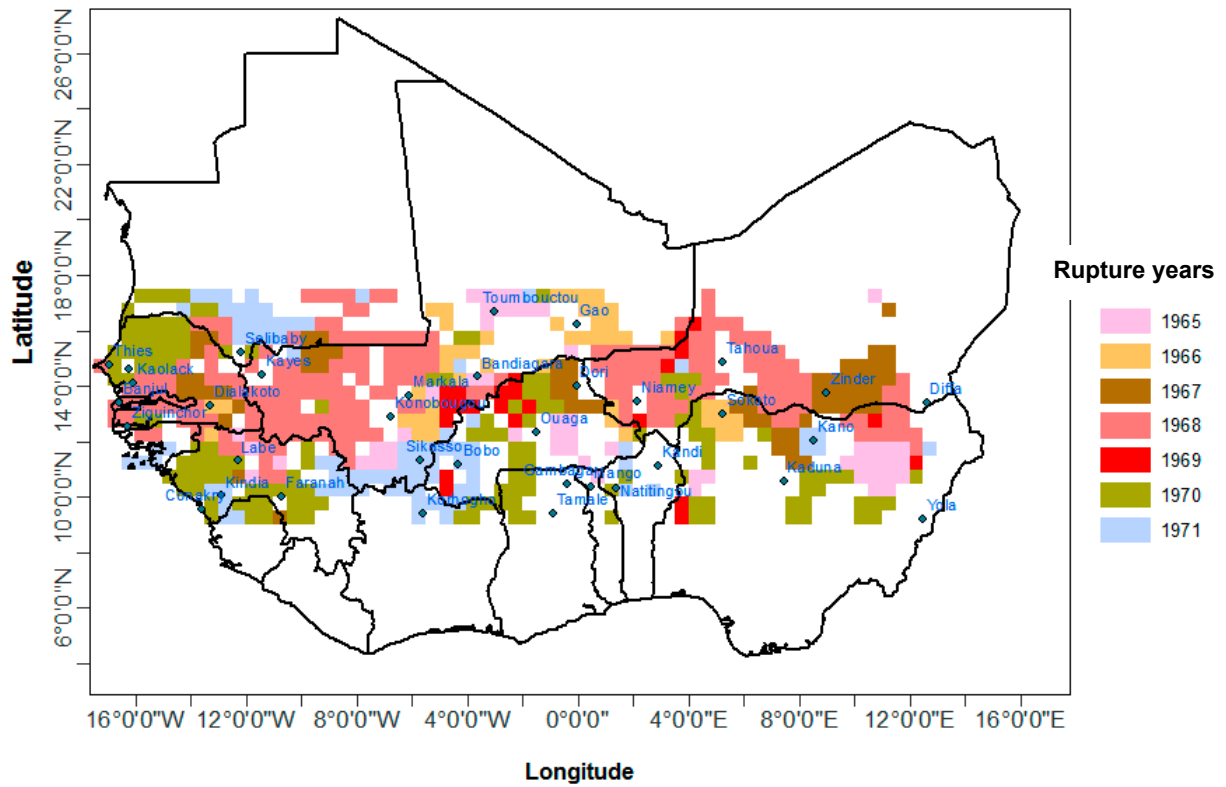 26°0'0"N
22°0'0"N
18°0'0"N
14°0'0"N
10°0'0"N
6°0'0"N
Latitude
Toumbouctou
Gao
Selibaby
Thies
Kayes
Tahoua
Kaolack
Bandiagara
Dori
Zinder
Banjul
Dialakoto
Markala
Niamey
Diffa
Konobougo
Sokoto
Ziguinchor
Ouaga
Kano
Labe
Sikasso
Bobo
Kandi
Kindia
Faranah
Gambaga
Mango
Kaduna
Conakry
Korhogho
Tamale
Natitingou
Yola
Rupture years
1965
1966
1967
1968
1969
1970
1971
16°0'0"W
12°0'0"W
8°0'0"W
4°0'0"W
0°0'0"
4°0'0"E
8°0'0"E
12°0'0"E
16°0'0"E
Longitude